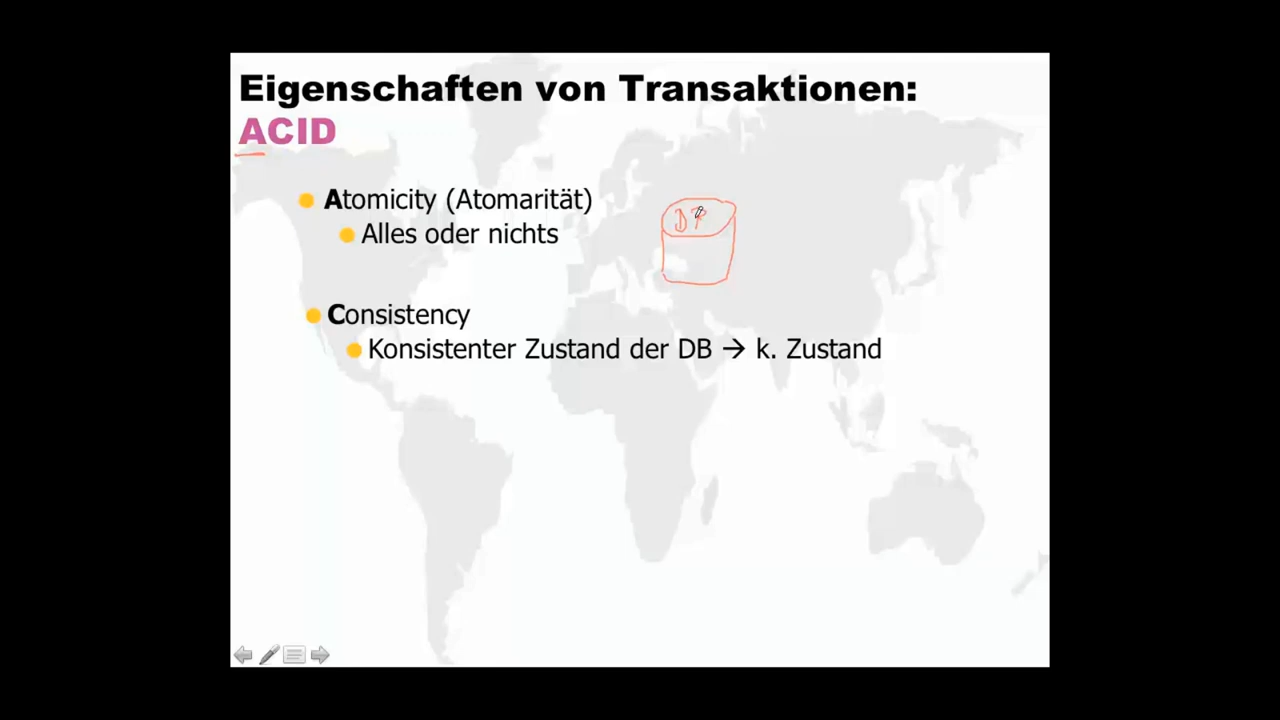 Eigenschaften von Transaktionen:
ACID
Atomicity (Atomarität)
Alles oder nichts
Consistency
Konsistenter Zustand der DB → k. Zustand